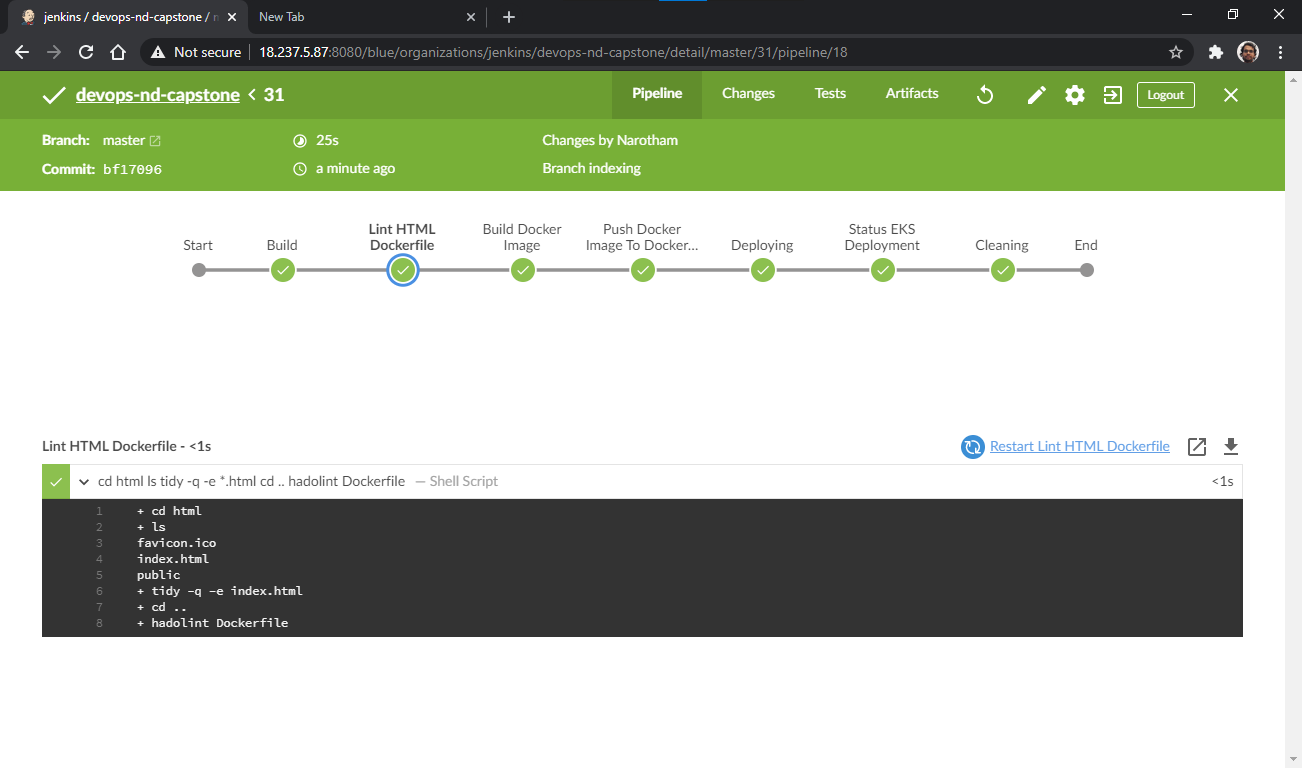 jenkins / devops-nd-capstone /
New Tab
Not secure
18.237.5.87:8080/blue/organizations/jenkins/devops-nd-capstone/detail/master/31/pipeline/18
devops-nd-capstone < 31
Pipeline
Changes
Tests
Artifacts
Logout
Branch: master
25s
Changes by Narotham
Commit: bf17096
a minute ago
Branch indexing
Start
Build
Lint HTML
Dockerfile
Build Docker
Image
Push Docker
Image To Docker...
Deploying
Status EKS
Deployment
Cleaning
End
Lint HTML Dockerfile - <1s
Restart Lint HTML Dockerfile
cd html ls tidy -q -e *.html cd .. hadolint Dockerfile — Shell Script
<1s
1 + cd html
2 + ls
3 favicon.ico
4 index.html
5 public
6 + tidy -q -e index.html
7 + cd ..
8 + hadolint Dockerfile